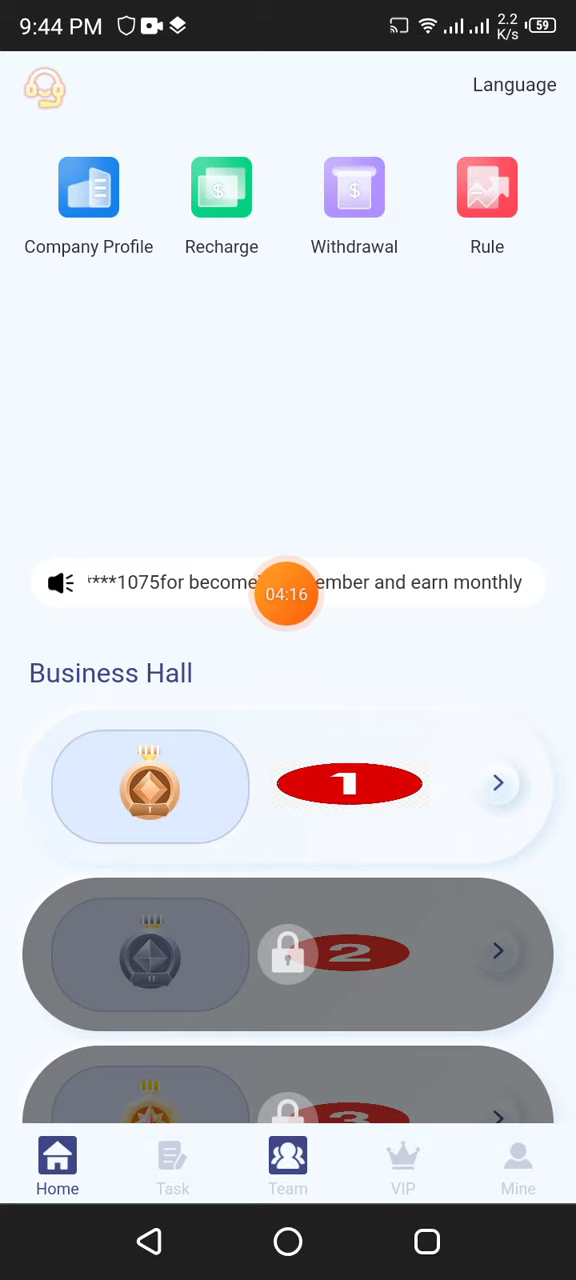 9:44 PM
2.2
K/s
59
Language
Company Profile
Recharge
Withdrawal
Rule
****1075for become
ember and earn monthly
04:16
Business Hall
1
2
3
Home
Task
Team
VIP
Mine